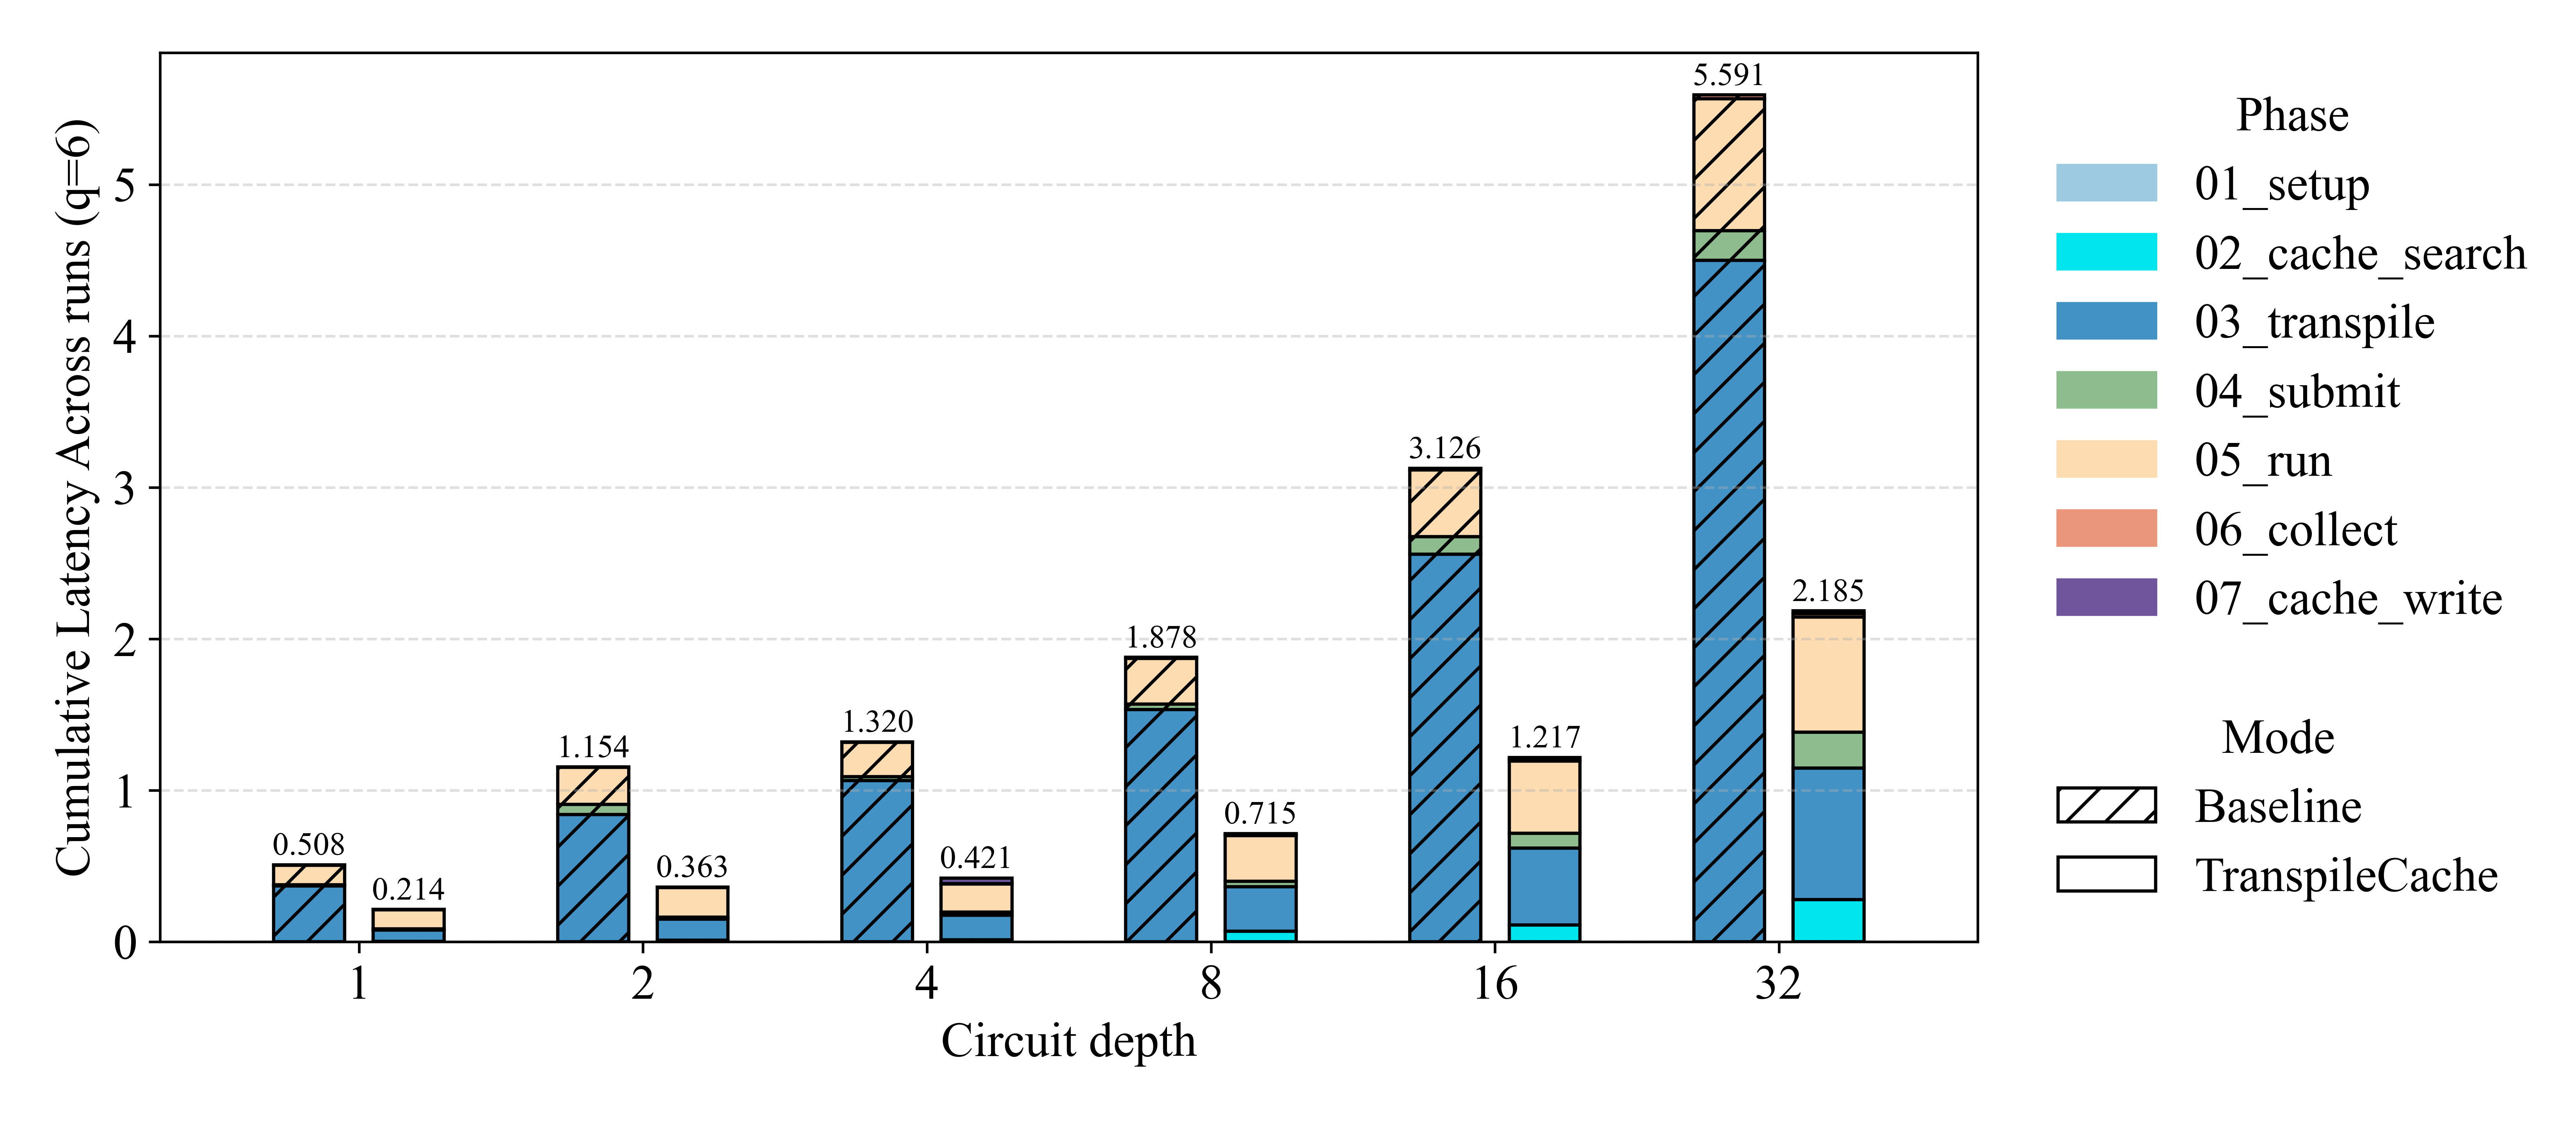 Cumulative Latency Across runs (q=6)
5
4
3
2
1
0
0.508
0.214
1.154
0.363
1.320
0.421
1.878
0.715
3.126
1.217
5.591
2.185
1
2
4
8
16
32
Circuit depth
Phase
01_setup
02_cache_search
03_transpile
04_submit
05_run
06_collect
07_cache_write
Mode
Baseline
TranspileCache